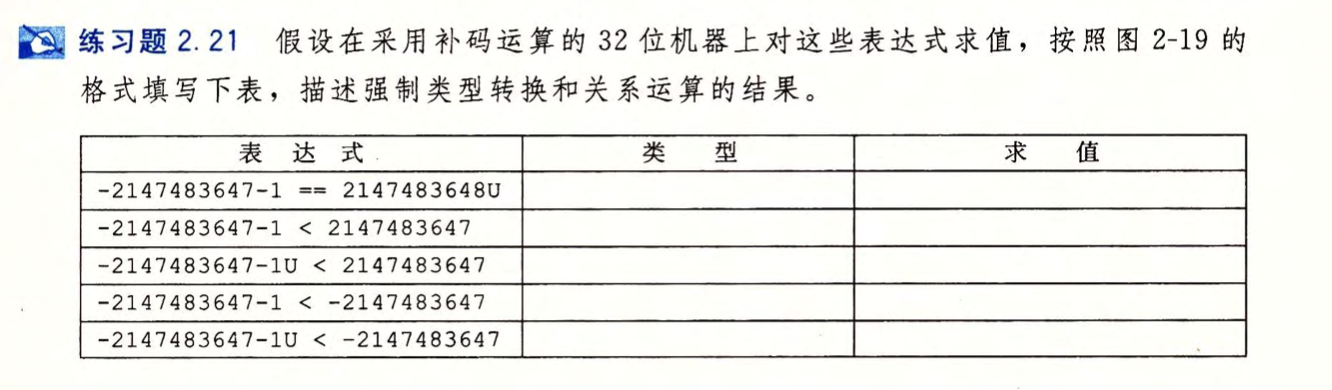 练习题 2.21 假设在采用补码运算的 32 位机器上对这些表达式求值，按照图 2-19 的
格式填写下表，描述强制类型转换和关系运算的结果。
表 达 式 类 型 求 值
-2147483647-1 == 2147483648U
-2147483647-1 < 2147483647
-2147483647-1U < 2147483647
-2147483647-1 < -2147483647
-2147483647-1U < -2147483647